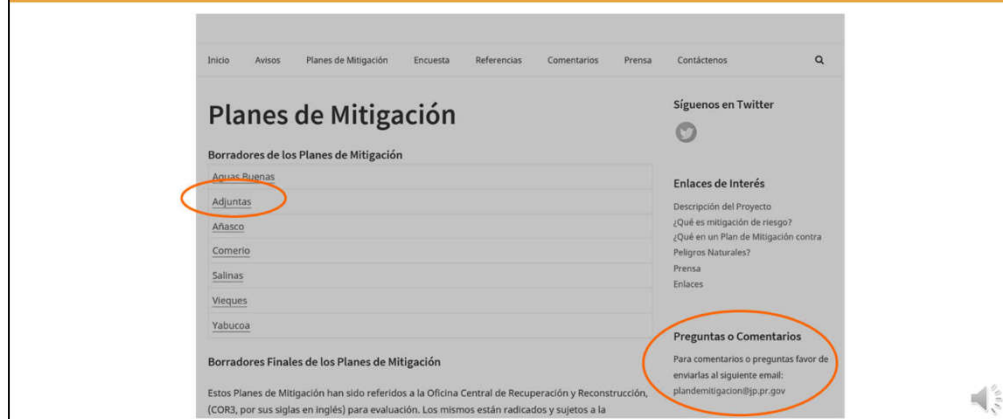 Inicio Avisos Planes de Mitigación Encuesta Referencias Comentarios Prensa Contáctenos
Planes de Mitigación
Borradores de los Planes de Mitigación
Aguas Buenas
Adjuntas
Añasco
Comerio
Salinas
Vieques
Yabucoa
Borradores Finales de los Planes de Mitigación
Estos Planes de Mitigación han sido referidos a la Oficina Central de Recuperación y Reconstrucción,
(COR3, por sus siglas en inglés) para evaluación. Los mismos están radicados y sujetos a la
Síguenos en Twitter
Enlaces de Interés
Descripción del Proyecto
¿Qué es mitigación de riesgo?
¿Qué en un Plan de Mitigación contra
Peligros Naturales?
Prensa
Enlaces
Preguntas o Comentarios
Para comentarios o preguntas favor de
enviarlas al siguiente email:
plandemitigacion@jp.pr.gov